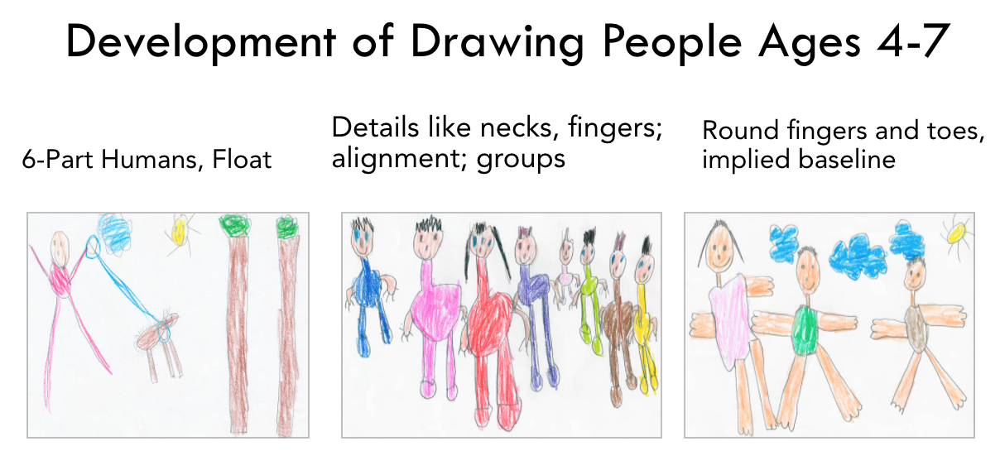 Development of Drawing People Ages 4-7
6-Part Humans, Float
Details like necks, fingers;
alignment; groups
Round fingers and toes,
implied baseline